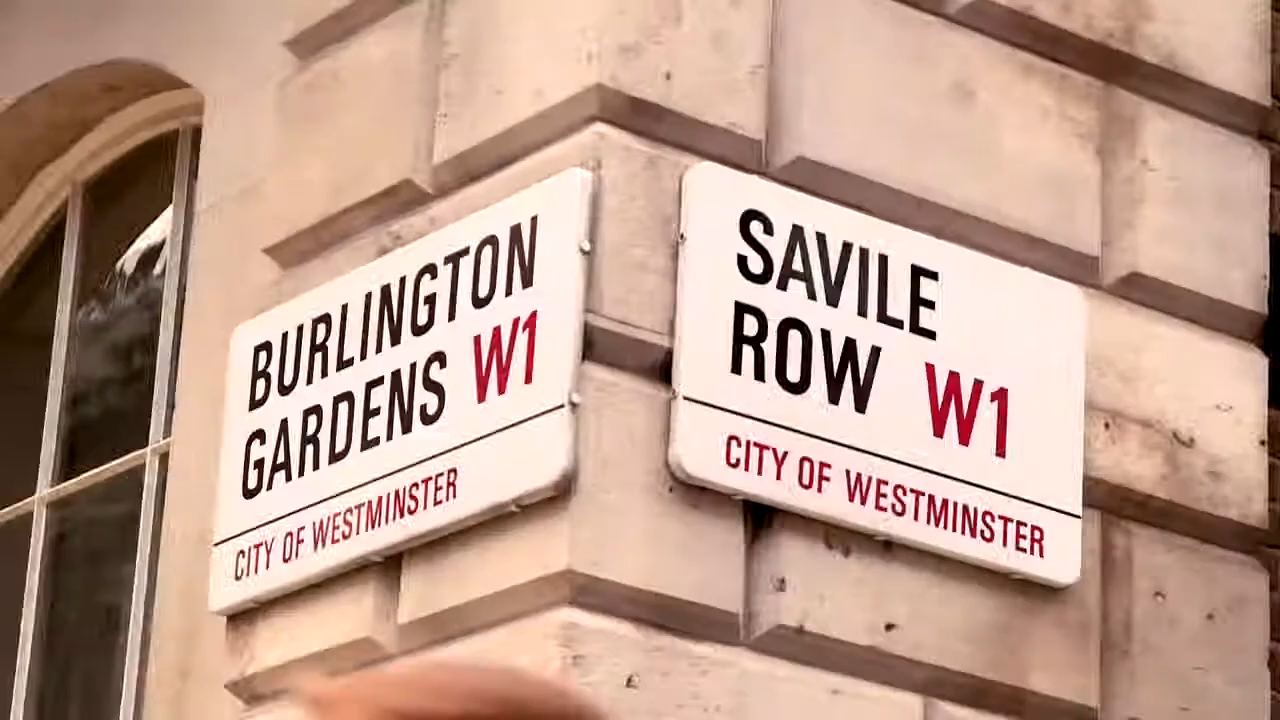 BURLINGTON
GARDENS W1
CITY OF WESTMINSTER
SAVILE
ROW W1
CITY OF WESTMINSTER